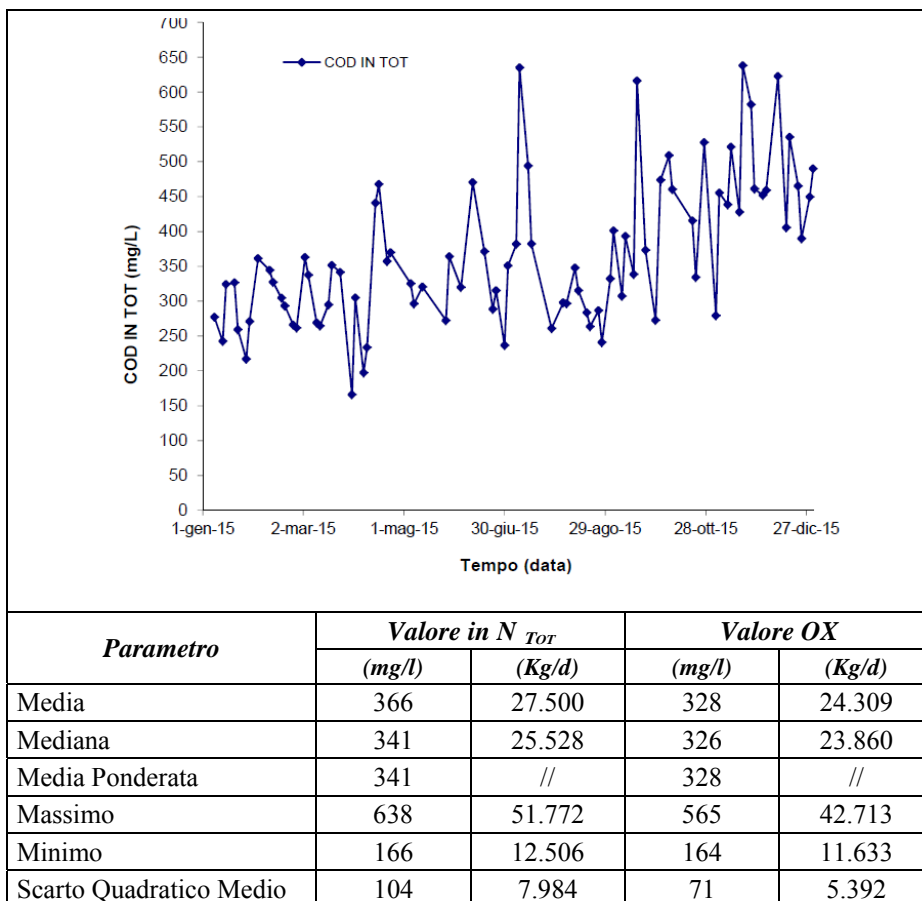 700
650
COD IN TOT
600
550
500
450
400
350
300
250
200
150
100
50
0
COD IN TOT (mg/L)
1-gen-15 2-mar-15 1-mag-15 30-giu-15 29-ago-15 28-ott-15 27-dic-15
Tempo (data)
Parametro Valore in N TOT Valore OX
(mg/l) (Kg/d) (mg/l) (Kg/d)
Media 366 27.500 328 24.309
Mediana 341 25.528 326 23.860
Media Ponderata 341 // 328 //
Massimo 638 51.772 565 42.713
Minimo 166 12.506 164 11.633
Scarto Quadratico Medio 104 7.984 71 5.392